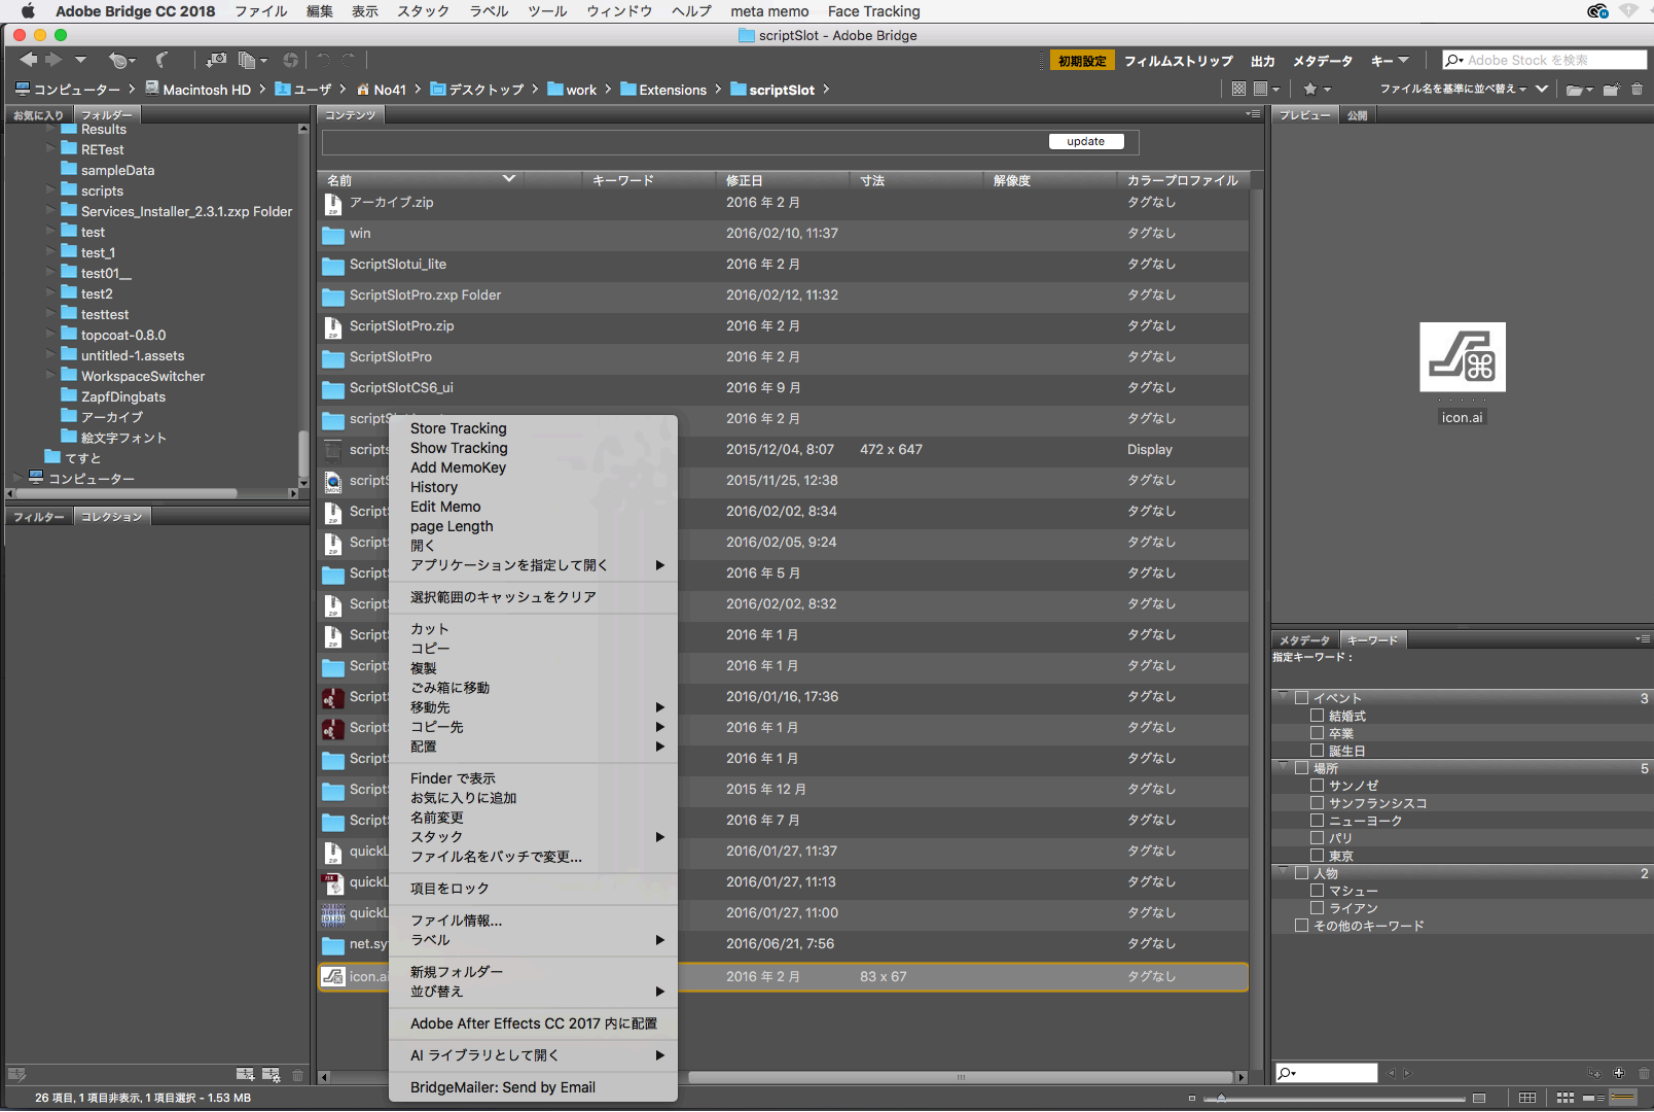 Adobe Bridge CC 2018 ファイル 編集 表示 スタック ラベル ツール ウィンドウ ヘルプ meta memo Face Tracking
scriptSlot - Adobe Bridge
初期設定 フィルムストリップ 出力 メタデータ キー Adobe Stock を検索
コンピューター Macintosh HD ユーザ No41 デスクトップ work Extensions scriptSlot ファイル名を基準に並べ替え
お気に入り フォルダー
Results
RETest
sampleData
scripts
Services_Installer_2.3.1.zxp Folder
test
test_1
test01__
test2
testtest
topcoat-0.8.0
untitled-1.assets
WorkspaceSwitcher
ZapfDingbats
アーカイブ
絵文字フォント
てすと
コンピューター
フィルター コレクション
コンテンツ
update
名前 キーワード 修正日 寸法 解像度 カラープロファイル
アーカイブ.zip 2016 年 2 月 タグなし
win 2016/02/10, 11:37 タグなし
ScriptSlotui_lite 2016 年 2 月 タグなし
ScriptSlotPro.zxp Folder 2016/02/12, 11:32 タグなし
ScriptSlotPro.zip 2016 年 2 月 タグなし
ScriptSlotPro 2016 年 2 月 タグなし
ScriptSlotCS6_ui 2016 年 9 月 タグなし
2016 年 2 月 タグなし
scripts 2015/12/04, 8:07 472 x 647 Display
2015/11/25, 12:38 タグなし
2016/02/02, 8:34 タグなし
2016/02/05, 9:24 タグなし
2016 年 5 月 タグなし
2016/02/02, 8:32 タグなし
2016 年 1 月 タグなし
2016 年 1 月 タグなし
2016/01/16, 17:36 タグなし
2016 年 1 月 タグなし
2016 年 1 月 タグなし
2015 年 12 月 タグなし
2016 年 7 月 タグなし
2016/01/27, 11:37 タグなし
2016/01/27, 11:13 タグなし
2016/01/27, 11:00 タグなし
2016/06/21, 7:56 タグなし
icon.ai 2016 年 2 月 83 x 67 タグなし
Store Tracking
Show Tracking
Add MemoKey
History
Edit Memo
page Length
開く
アプリケーションを指定して開く
選択範囲のキャッシュをクリア
カット
コピー
複製
ごみ箱に移動
移動先
コピー先
配置
Finder で表示
お気に入りに追加
名前変更
スタック
ファイル名をバッチで変更...
項目をロック
ファイル情報...
ラベル
新規フォルダー
並び替え
Adobe After Effects CC 2017 内に配置
AI ライブラリとして開く
BridgeMailer: Send by Email
プレビュー 公開
icon.ai
メタデータ キーワード
指定キーワード：
イベント 3
結婚式
卒業
誕生日
場所 5
サンノゼ
サンフランシスコ
ニューヨーク
パリ
東京
人物 2
マシュー
ライアン
その他のキーワード
26 項目, 1 項目非表示, 1 項目選択 - 1.53 MB